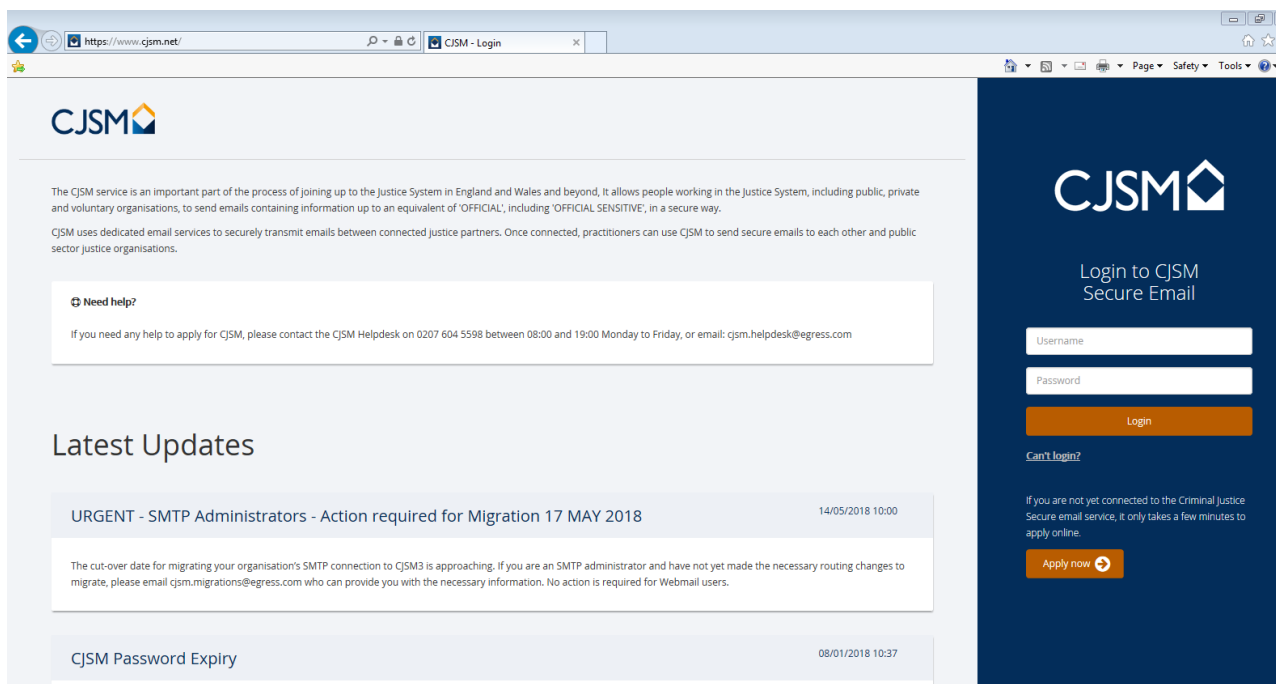 https://www.cjsm.net/
CJSM - Login
Page
Safety
Tools
CJSM
The CJSM service is an important part of the process of joining up to the Justice System in England and Wales and beyond, It allows people working in the Justice System, including public, private
and voluntary organisations, to send emails containing information up to an equivalent of 'OFFICIAL', including 'OFFICIAL SENSITIVE', in a secure way.
CJSM uses dedicated email services to securely transmit emails between connected justice partners. Once connected, practitioners can use CJSM to send secure emails to each other and public
sector justice organisations.
Need help?
If you need any help to apply for CJSM, please contact the CJSM Helpdesk on 0207 604 5598 between 08:00 and 19:00 Monday to Friday, or email: cjsm.helpdesk@egress.com
Latest Updates
URGENT - SMTP Administrators - Action required for Migration 17 MAY 2018
14/05/2018 10:00
The cut-over date for migrating your organisation's SMTP connection to CJSM3 is approaching. If you are an SMTP administrator and have not yet made the necessary routing changes to
migrate, please email cjsm.migrations@egress.com who can provide you with the necessary information. No action is required for Webmail users.
CJSM Password Expiry
08/01/2018 10:37
CJSM
Login to CJSM
Secure Email
Username
Password
Login
Can't login?
If you are not yet connected to the Criminal Justice
Secure email service, it only takes a few minutes to
apply online.
Apply now